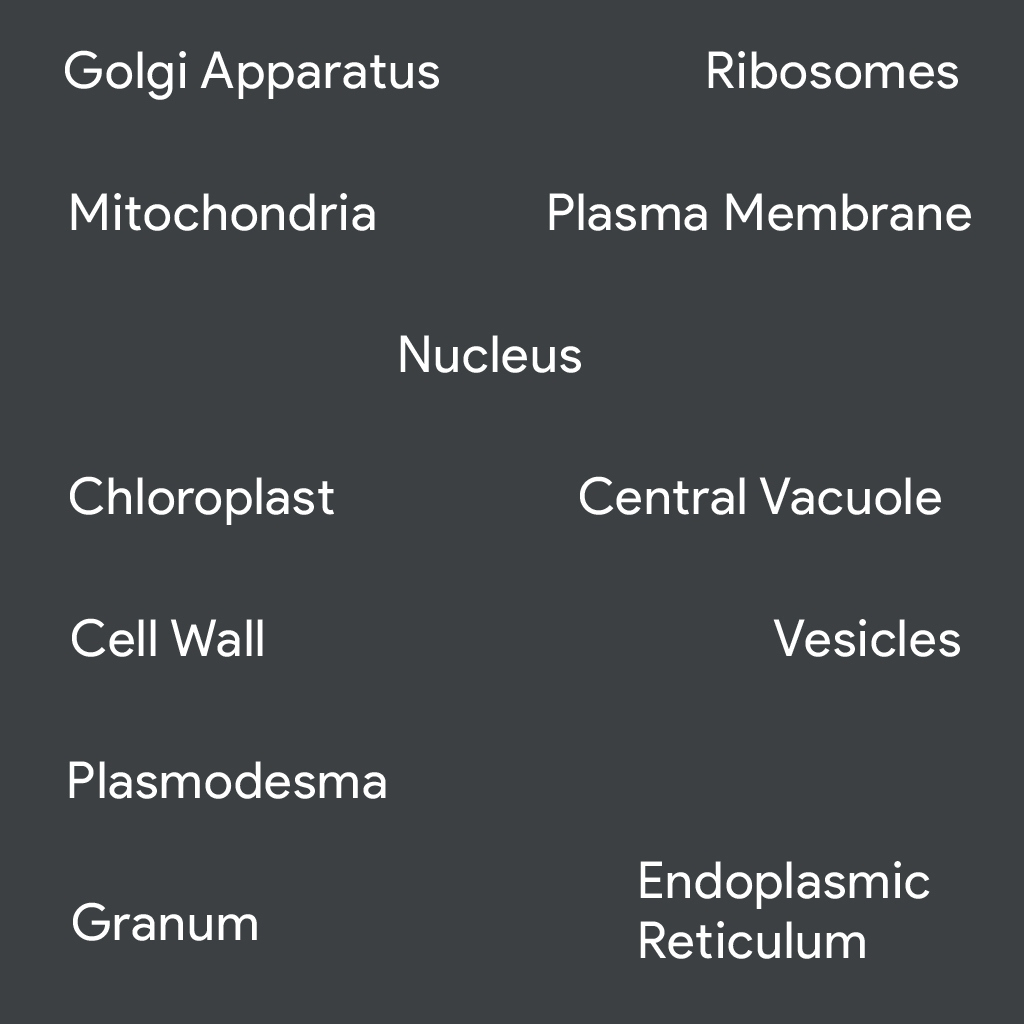 Golgi Apparatus
Ribosomes
Mitochondria
Plasma Membrane
Nucleus
Chloroplast
Central Vacuole
Cell Wall
Vesicles
Plasmodesma
Granum
Endoplasmic
Reticulum